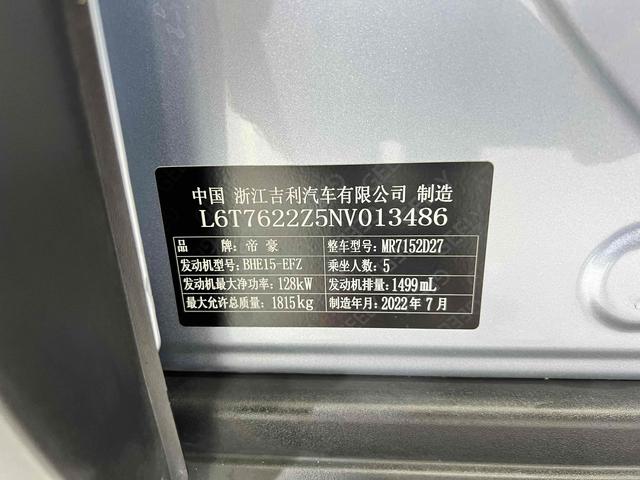 中国 浙江吉利汽车有限公司 制造
L6T7622Z5NV013486
品 牌: 帝 豪 整车型号: MR7152D27
发动机型号: BHE15-EFZ 乘坐人数: 5
发动机最大净功率: 128kW 发动机排量: 1499mL
最大允许总质量: 1815kg 制造年月: 2022年7月